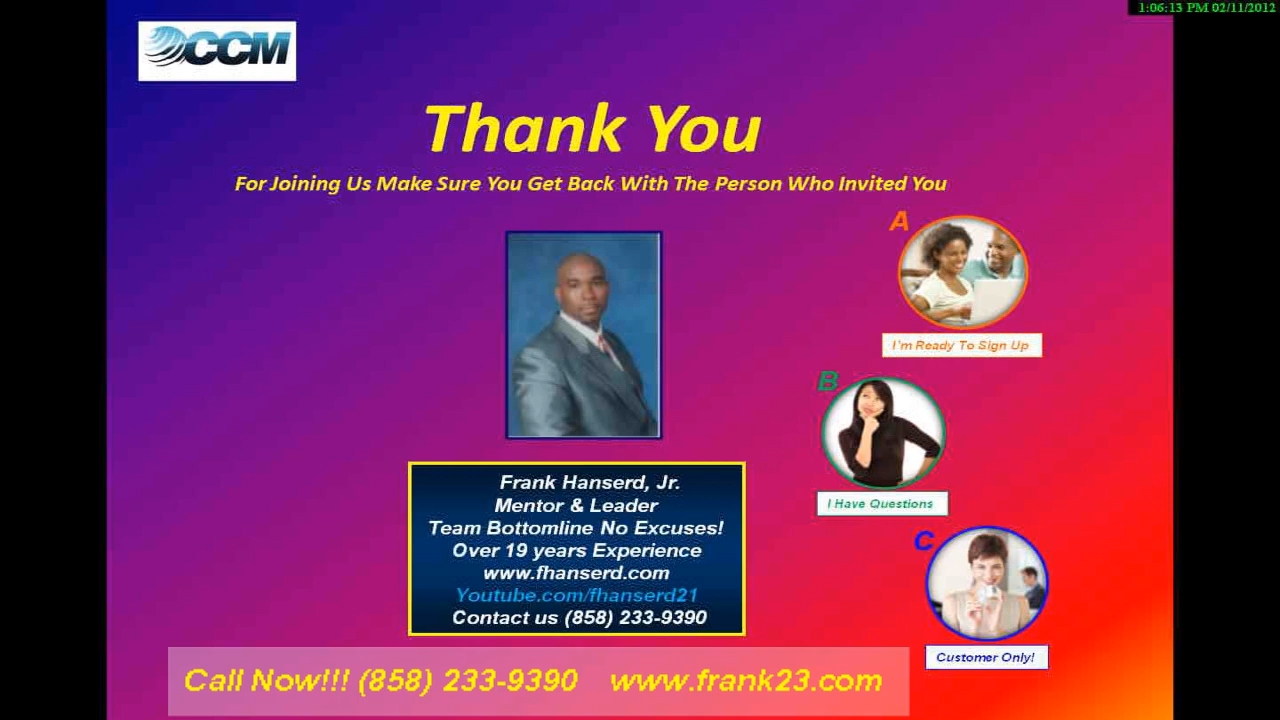 1:06:13 PM 02/11/2012
CCM
Thank You
For Joining Us Make Sure You Get Back With The Person Who Invited You
A
I'm Ready To Sign Up
B
I Have Questions
C
Customer Only!
Frank Hanserd, Jr.
Mentor & Leader
Team Bottomline No Excuses!
Over 19 years Experience
www.fhanserd.com
Youtube.com/fhanserd21
Contact us (858) 233-9390
Call Now!!! (858) 233-9390 www.frank23.com